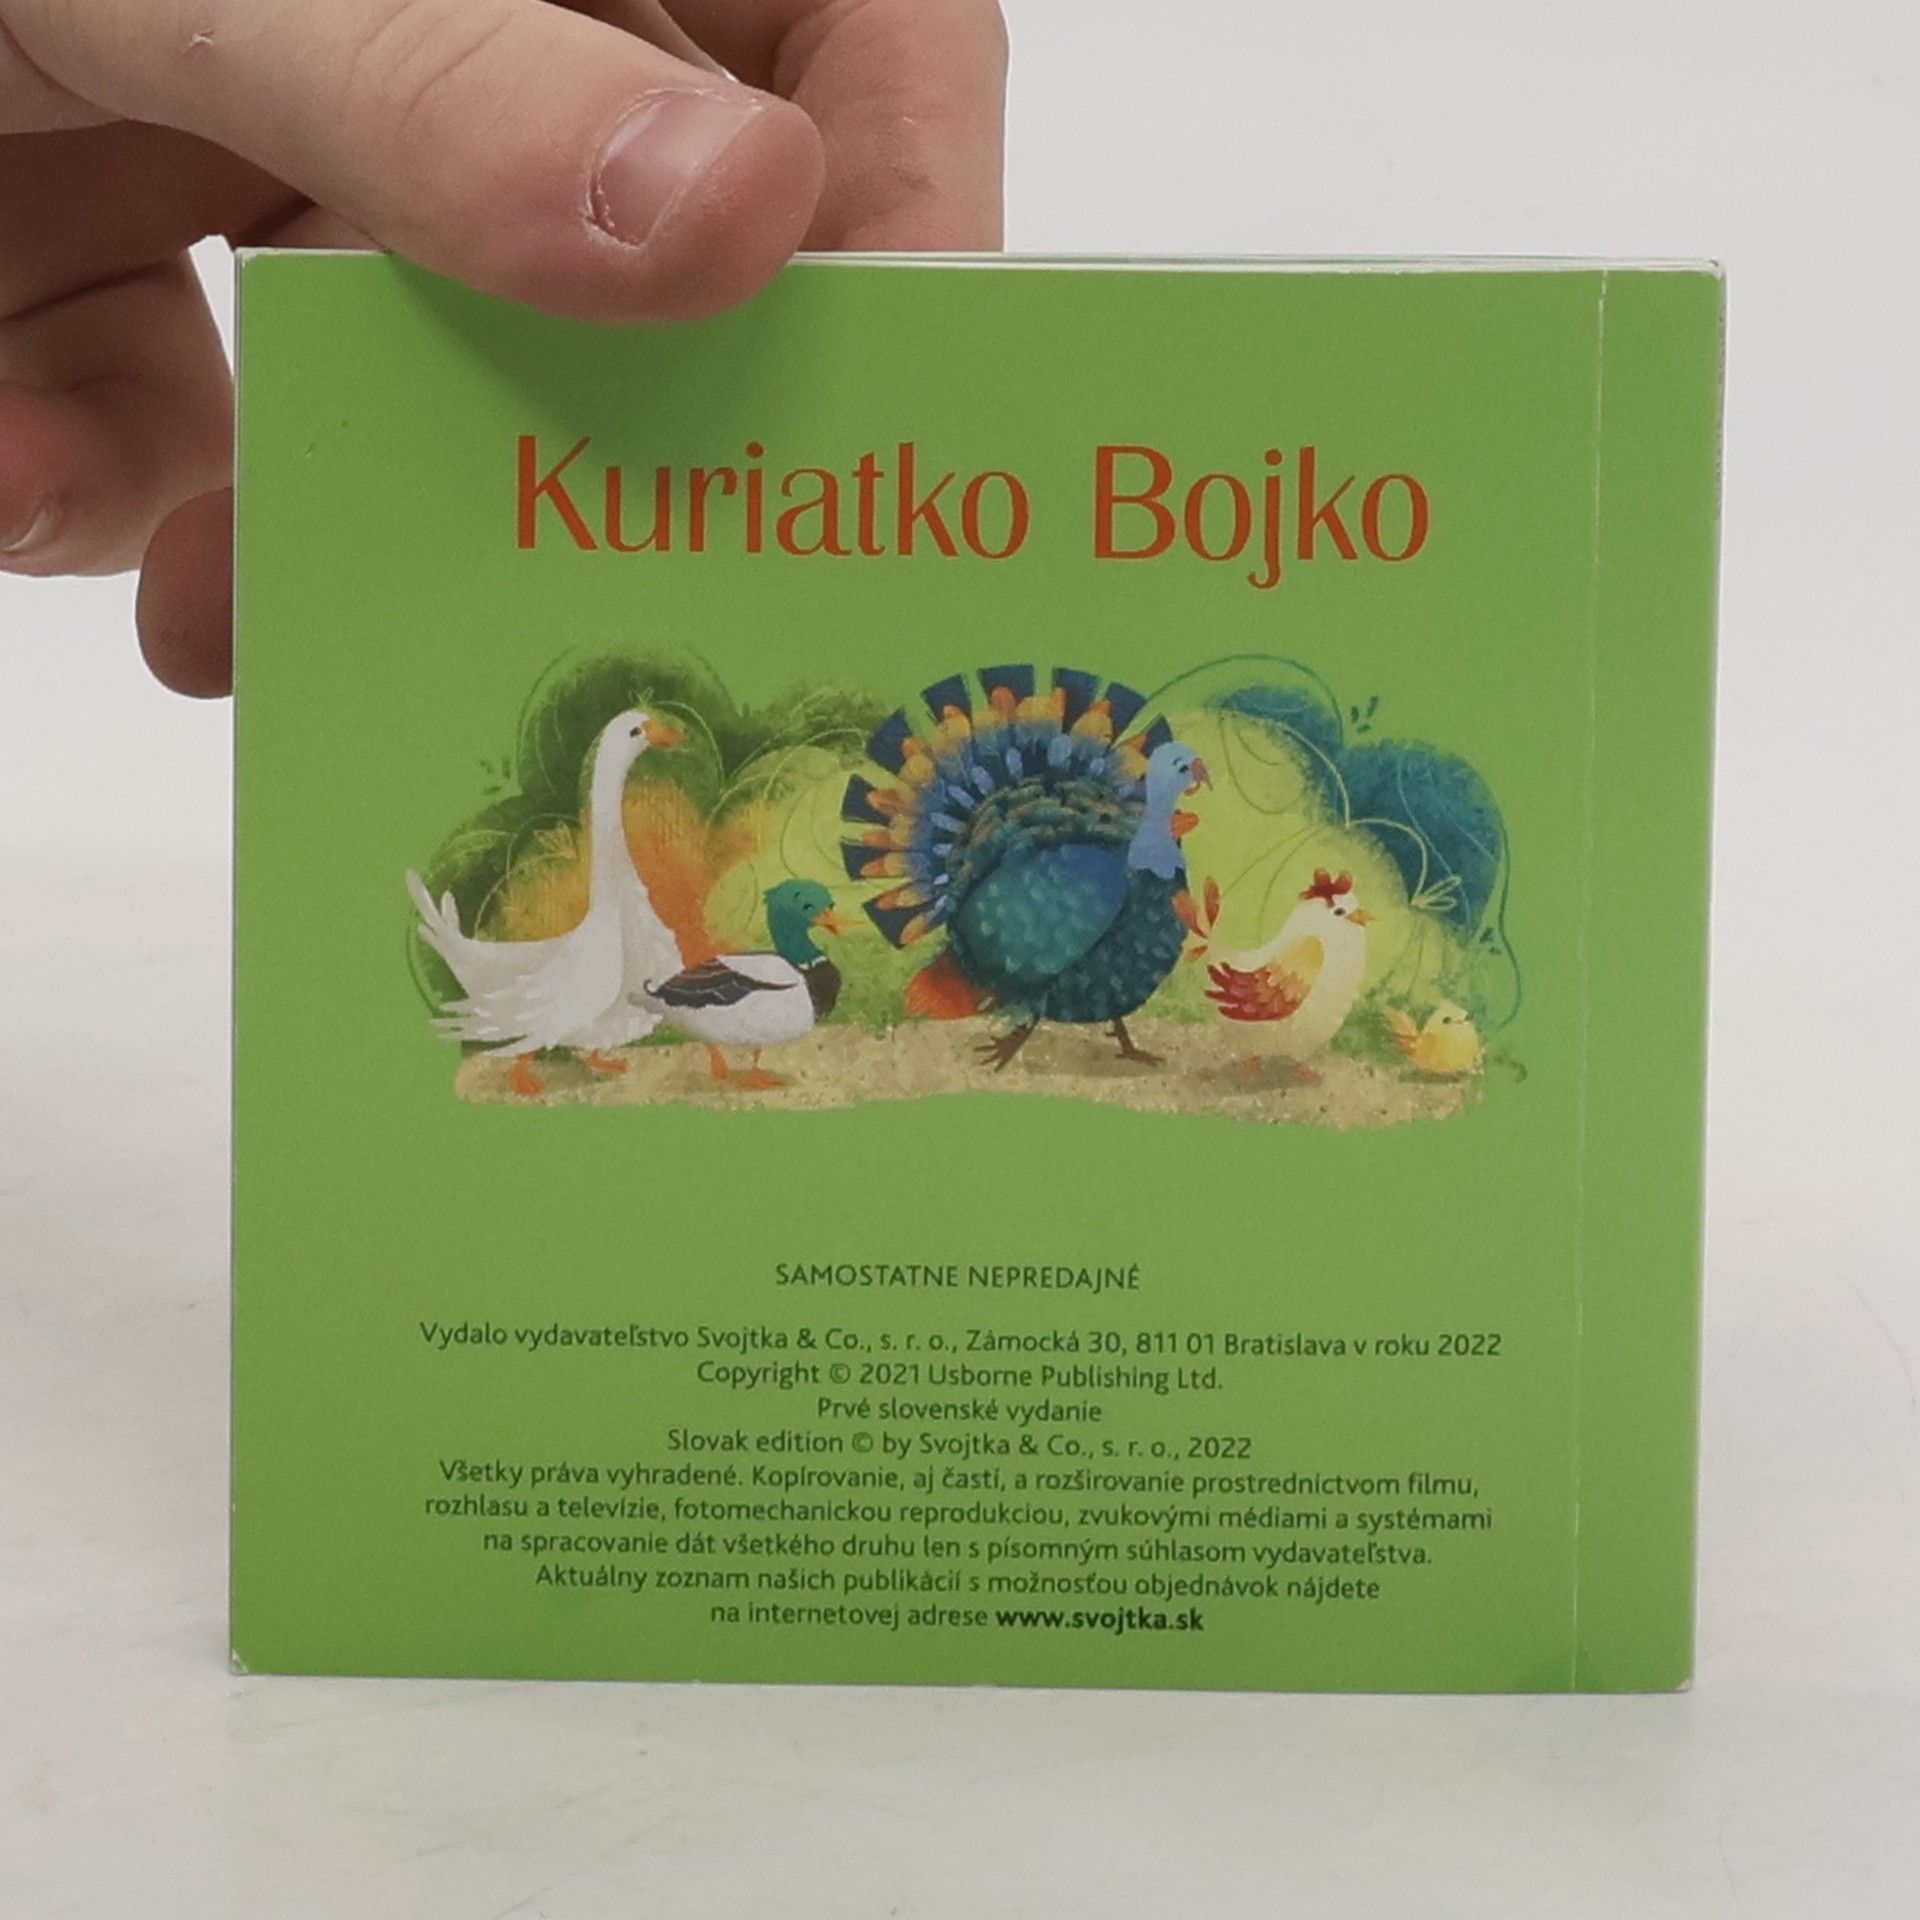 Kuriatko Bojko
SAMOSTATNE NEPREDAJNÉ
Vydalo vydavateľstvo Svojtka & Co., s. r. o., Zámocká 30, 811 01 Bratislava v roku 2022
Copyright © 2021 Usborne Publishing Ltd.
Prvé slovenské vydanie
Slovak edition © by Svojtka & Co., s. r. o., 2022
Všetky práva vyhradené. Kopírovanie, aj častí, a rozširovanie prostredníctvom filmu,
rozhlasu a televízie, fotomechanickou reprodukciou, zvukovými médiami a systémami
na spracovanie dát všetkého druhu len s písomným súhlasom vydavateľstva.
Aktuálny zoznam našich publikácií s možnosťou objednávok nájdete
na internetovej adrese www.svojtka.sk